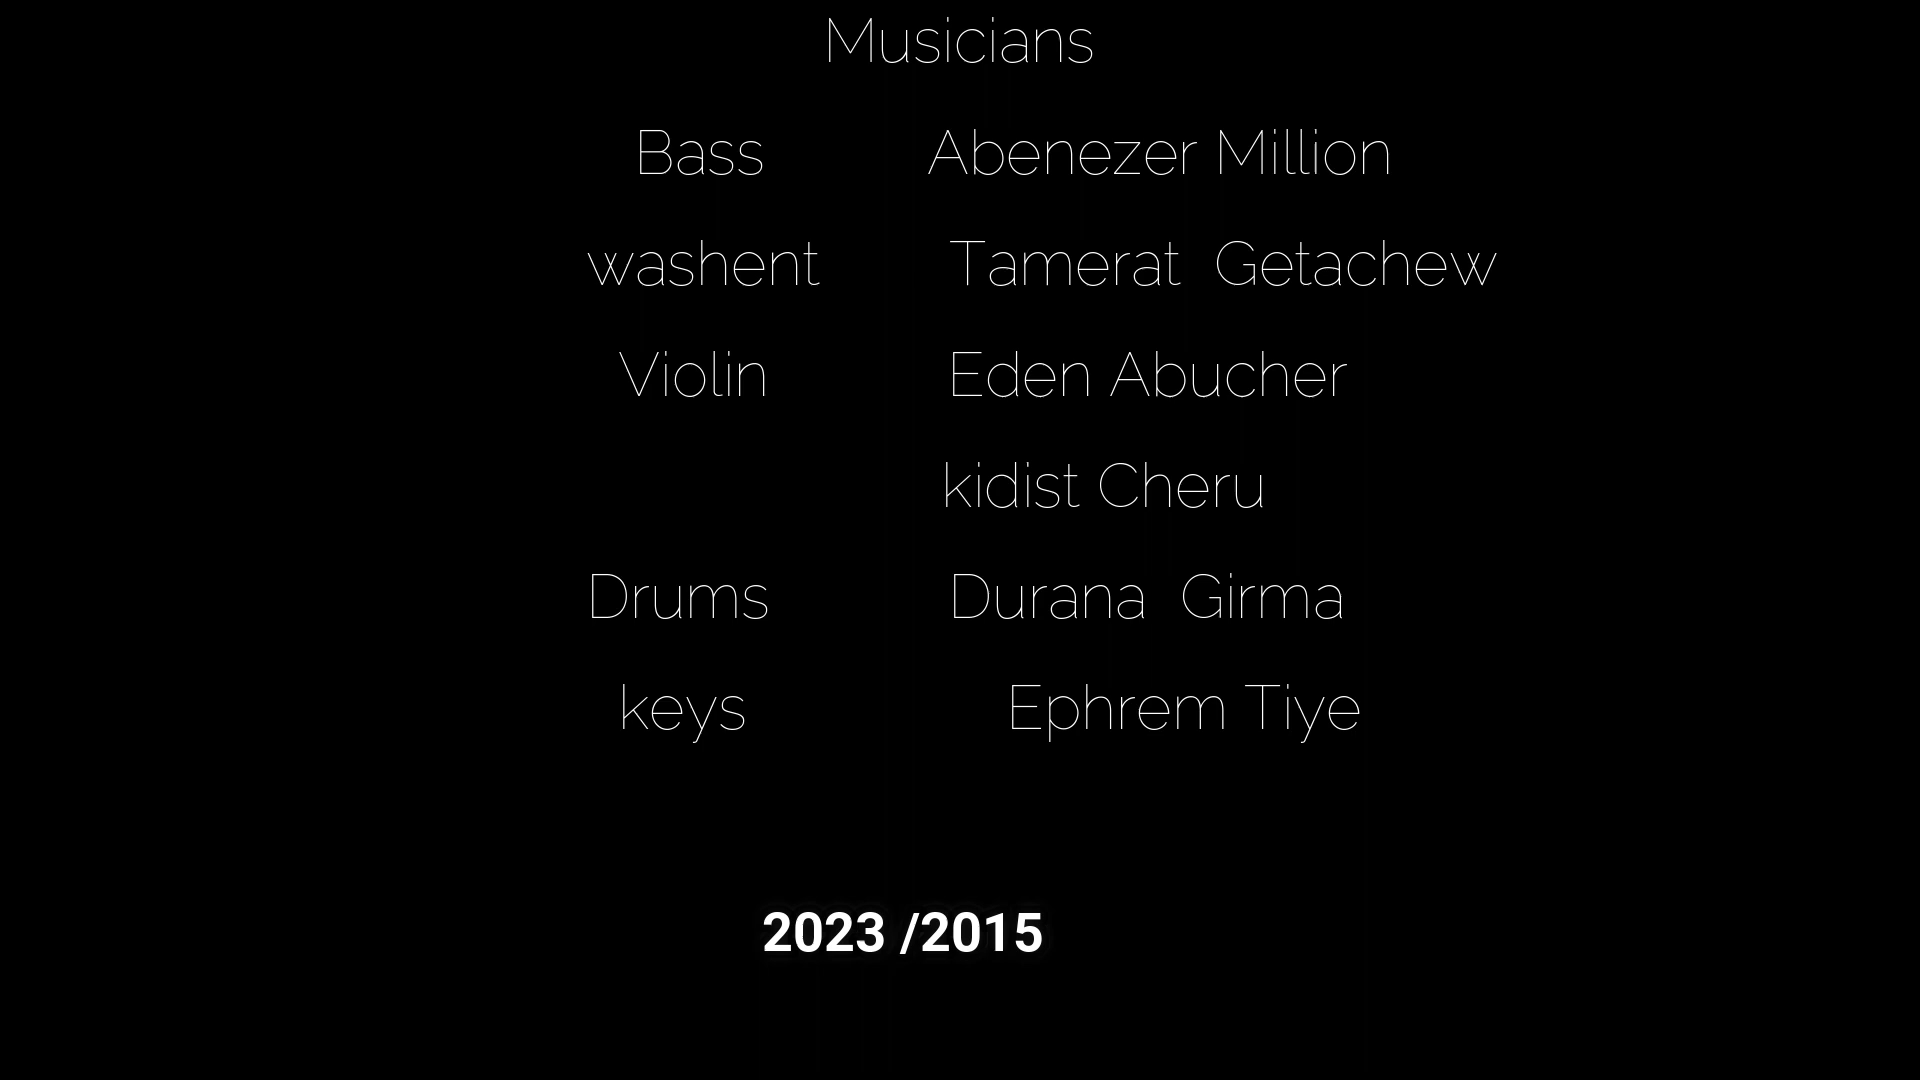 Musicians
Bass Abenezer Million
washent Tamerat Getachew
Violin Eden Abucher
kidist Cheru
Drums Durana Girma
keys Ephrem Tiye
2023 /2015